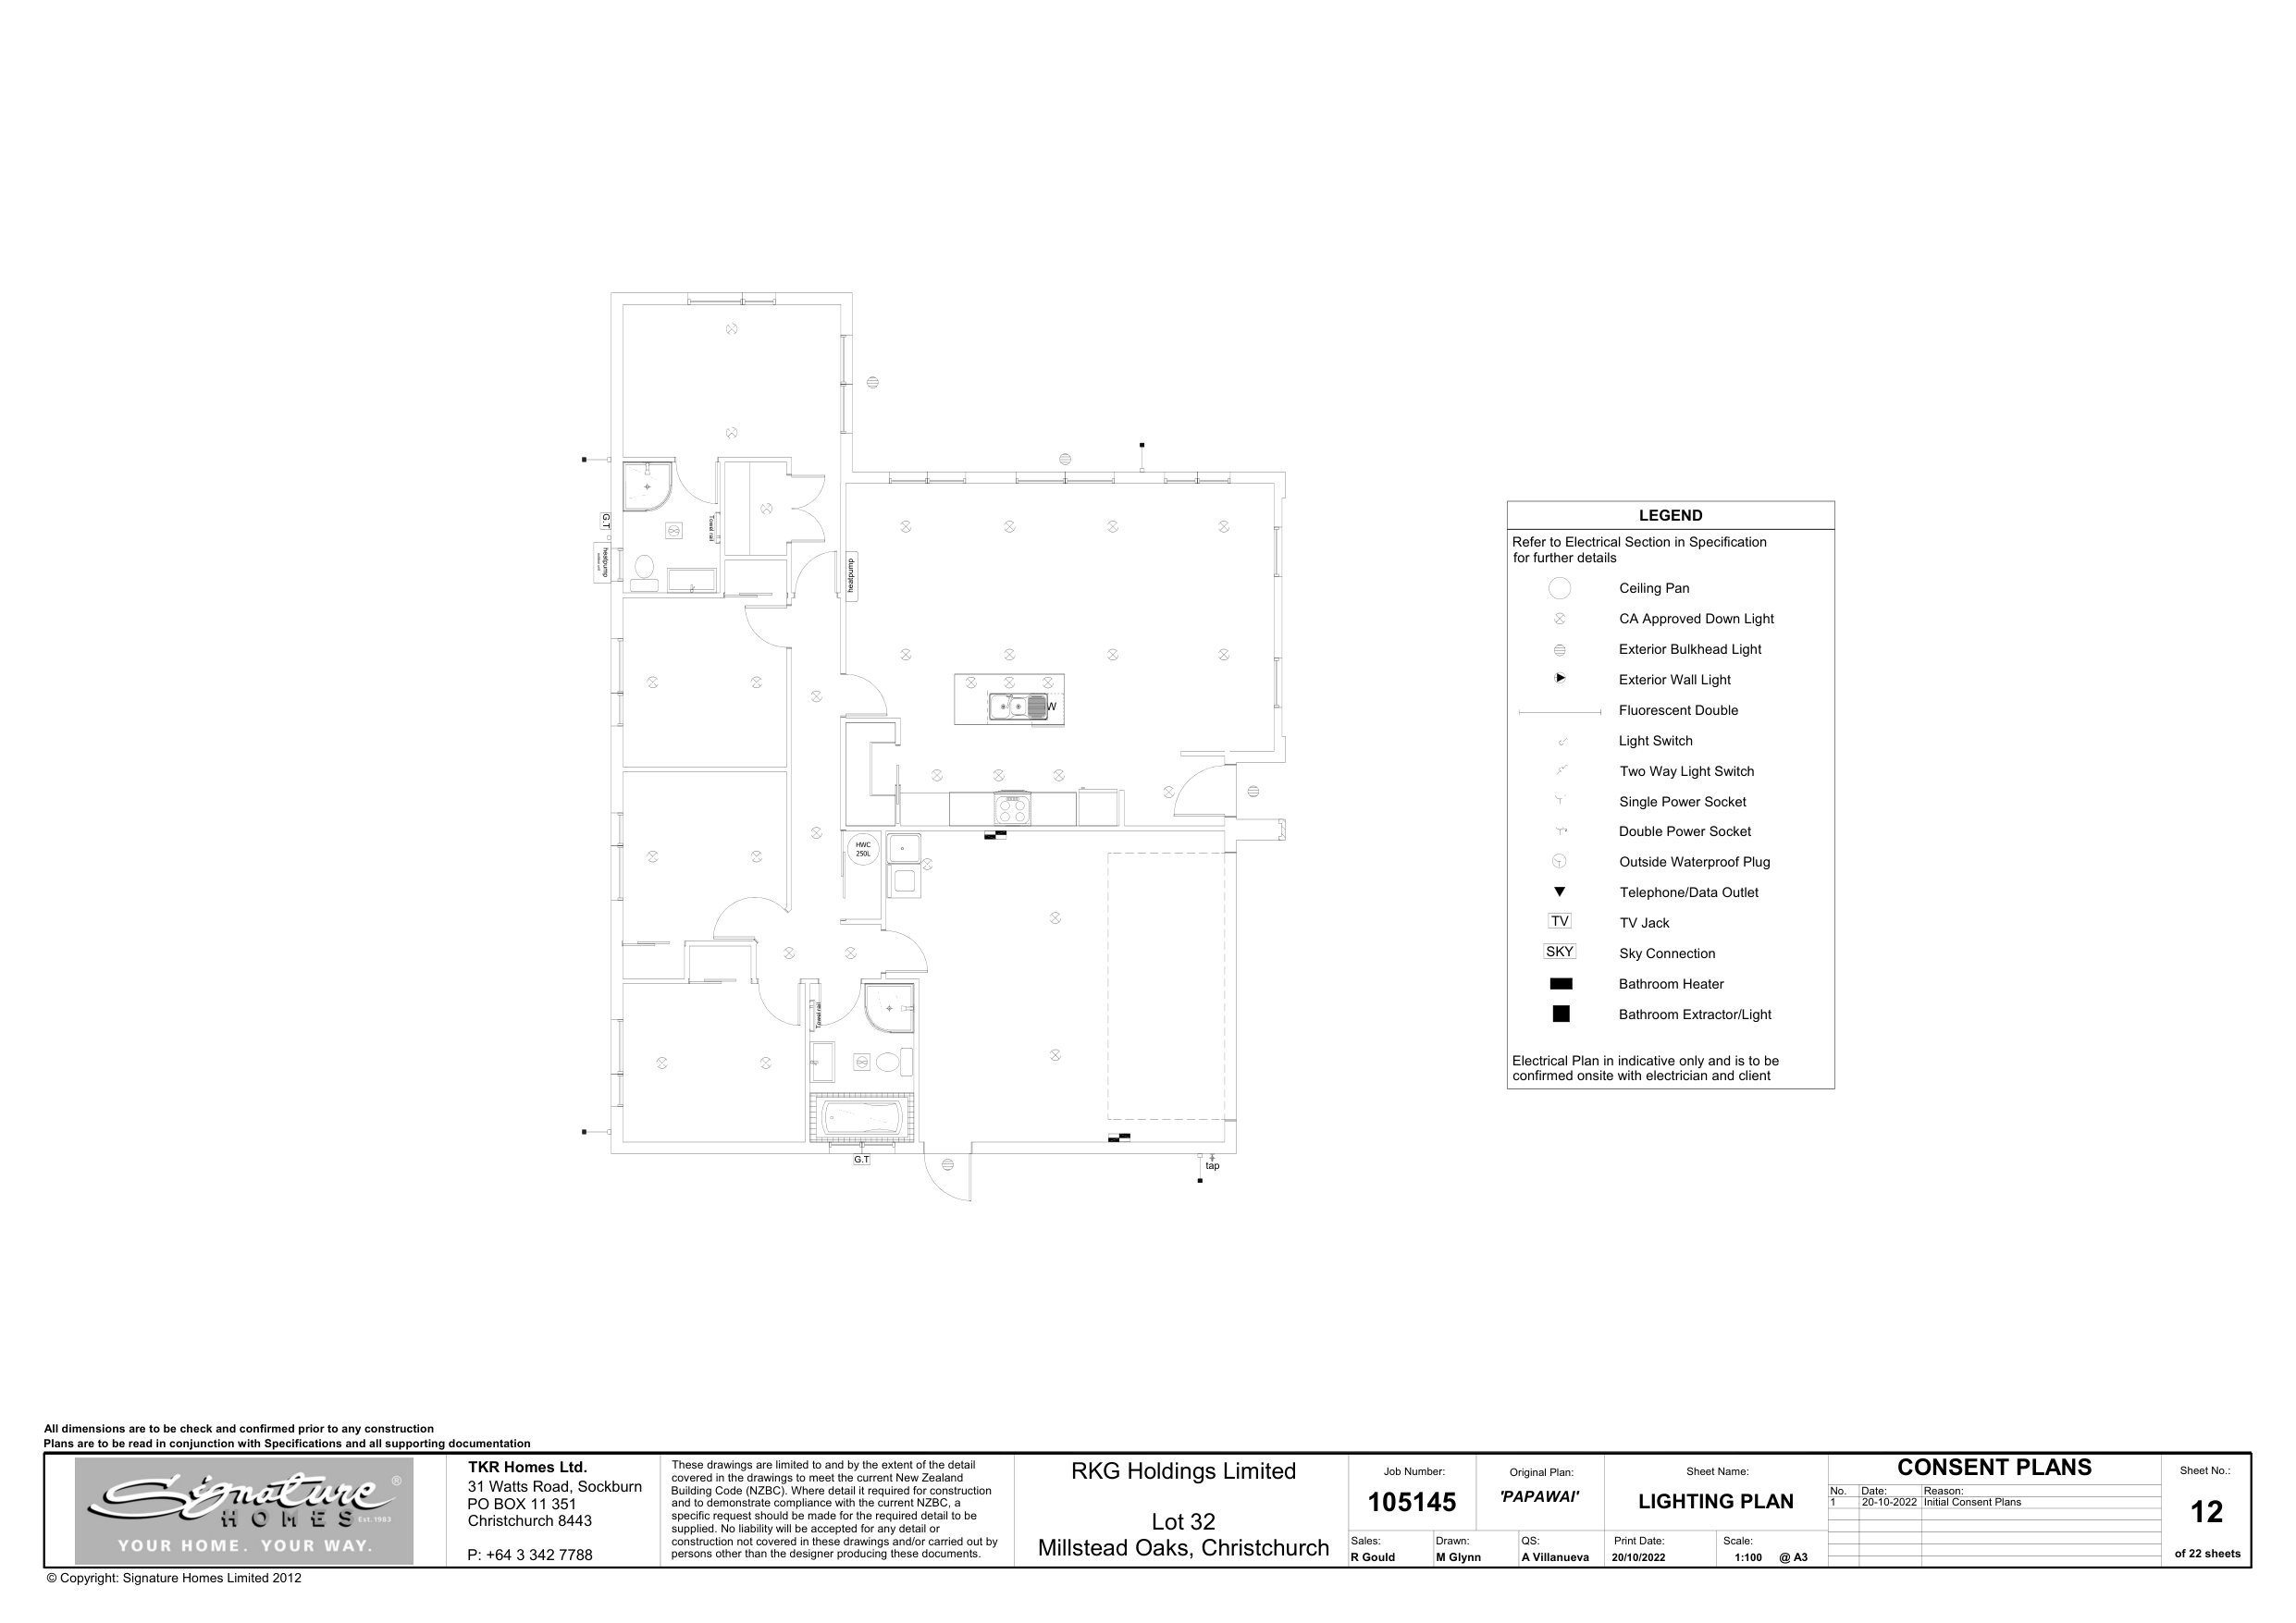 G.T
Towel rail
heatpump
outdoor unit
heatpump
W
HWC
250L
Towel rail
G.T
tap
LEGEND
Refer to Electrical Section in Specification
for further details
Ceiling Pan
CA Approved Down Light
Exterior Bulkhead Light
Exterior Wall Light
Fluorescent Double
Light Switch
Two Way Light Switch
Single Power Socket
Double Power Socket
Outside Waterproof Plug
Telephone/Data Outlet
TV TV Jack
SKY Sky Connection
Bathroom Heater
Bathroom Extractor/Light
Electrical Plan in indicative only and is to be
confirmed onsite with electrician and client
All dimensions are to be check and confirmed prior to any construction
Plans are to be read in conjunction with Specifications and all supporting documentation
Signature ®
HOMES Est.1983
YOUR HOME. YOUR WAY.
TKR Homes Ltd.
31 Watts Road, Sockburn
PO BOX 11 351
Christchurch 8443
P: +64 3 342 7788
These drawings are limited to and by the extent of the detail
covered in the drawings to meet the current New Zealand
Building Code (NZBC). Where detail it required for construction
and to demonstrate compliance with the current NZBC, a
specific request should be made for the required detail to be
supplied. No liability will be accepted for any detail or
construction not covered in these drawings and/or carried out by
persons other than the designer producing these documents.
RKG Holdings Limited
Lot 32
Millstead Oaks, Christchurch
Job Number:
105145
Original Plan:
'PAPAWAI'
Sheet Name:
LIGHTING PLAN
Sales:
R Gould
Drawn:
M Glynn
QS:
A Villanueva
Print Date:
20/10/2022
Scale:
1:100 @ A3
CONSENT PLANS
No. Date: Reason:
1 20-10-2022 Initial Consent Plans
Sheet No.:
12
of 22 sheets
© Copyright: Signature Homes Limited 2012